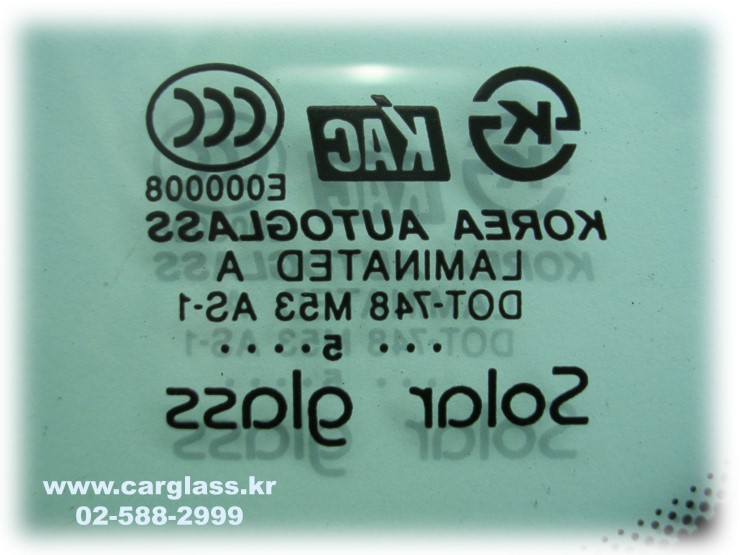 K KAC CCC
E000008
KOREA AUTOGLASS
LAMINATED A
DOT-748 M53 AS-1
... 5 ....
Solar glass
www.carglass.kr
02-588-2999